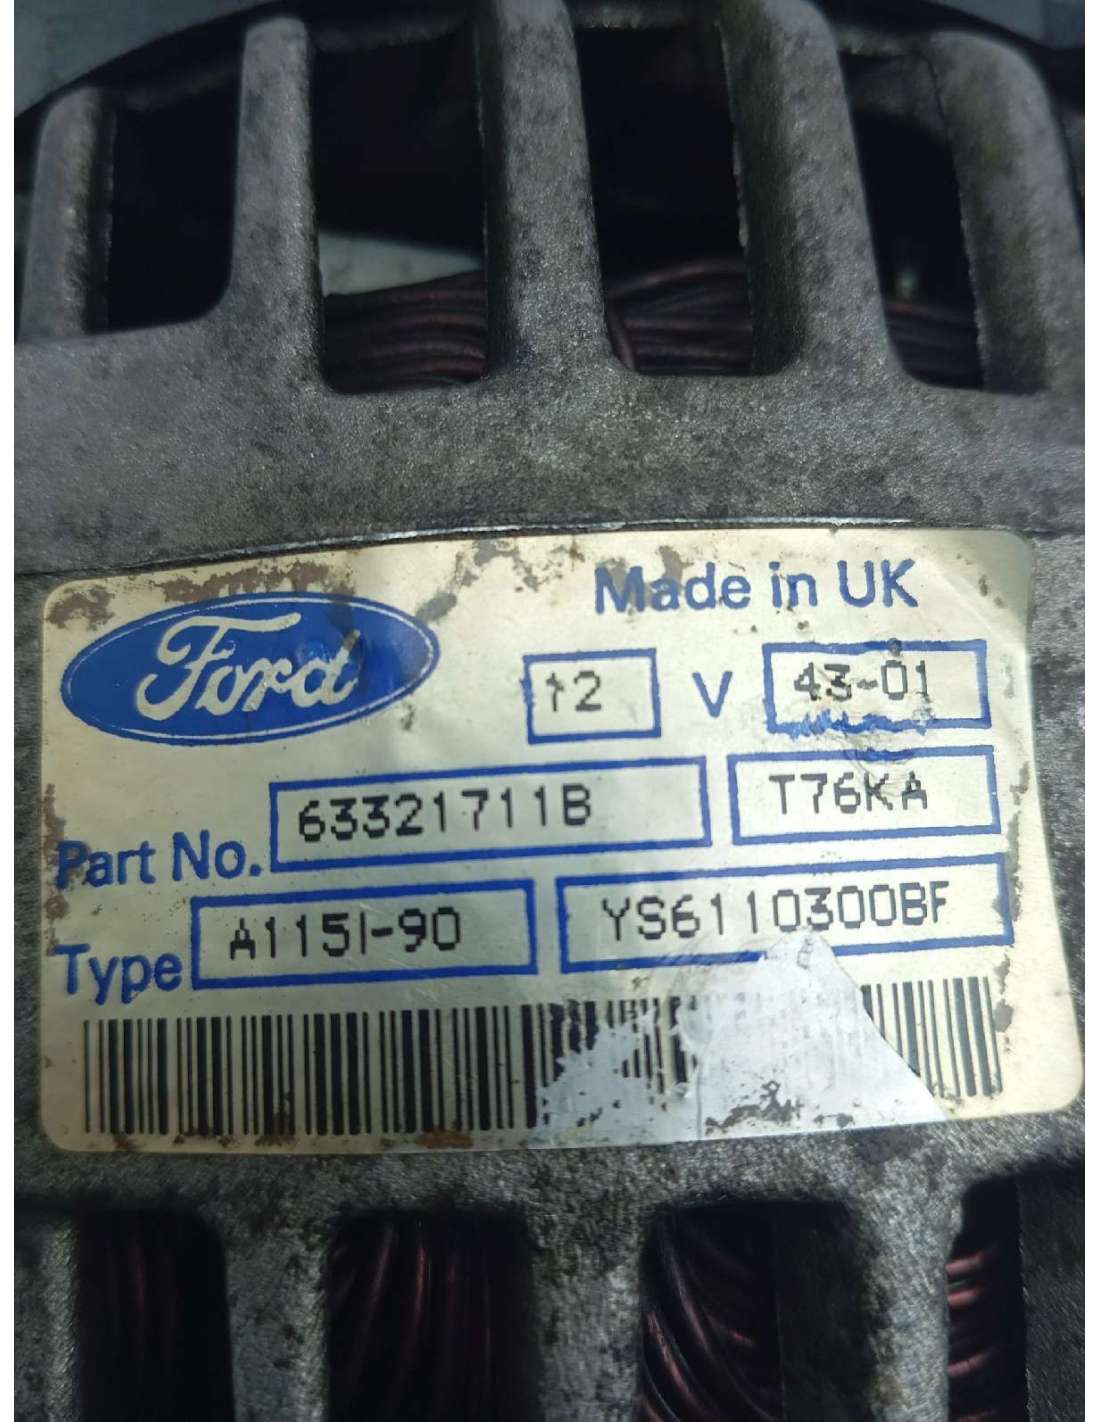 Made in UK
Ford
12 V 43-01
Part No. 63321711B T76KA
Type A115I-90 YS6110300BF